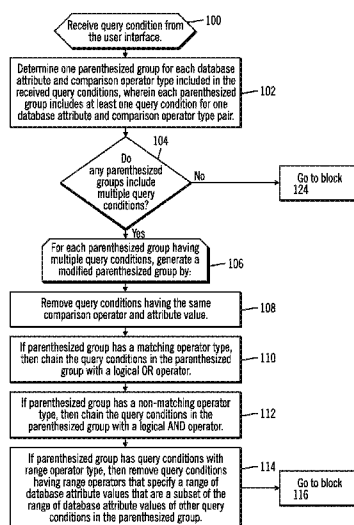 100
Receive query condition from
the user interface.
Determine one parenthesized group for each database
attribute and comparison operator type included in the
received query conditions, wherein each parenthesized
group includes at least one query condition for one
database attribute and comparison operator type pair.
102
104
Do
any parenthesized
groups include
multiple query
conditions?
No
Go to block
124
Yes
For each parenthesized group having
multiple query conditions, generate a
modified parenthesized group by:
106
Remove query conditions having the same
comparison operator and attribute value.
108
If parenthesized group has a matching operator type,
then chain the query conditions in the parenthesized
group with a logical OR operator.
110
If parenthesized group has a non-matching operator
type, then chain the query conditions in the
parenthesized group with a logical AND operator.
112
If parenthesized group has query conditions with
range operator type, then remove query conditions
having range operators that specify a range of
database attribute values that are a subset of the
range of database attribute values of other query
conditions in the parenthesized group.
114
Go to block
116